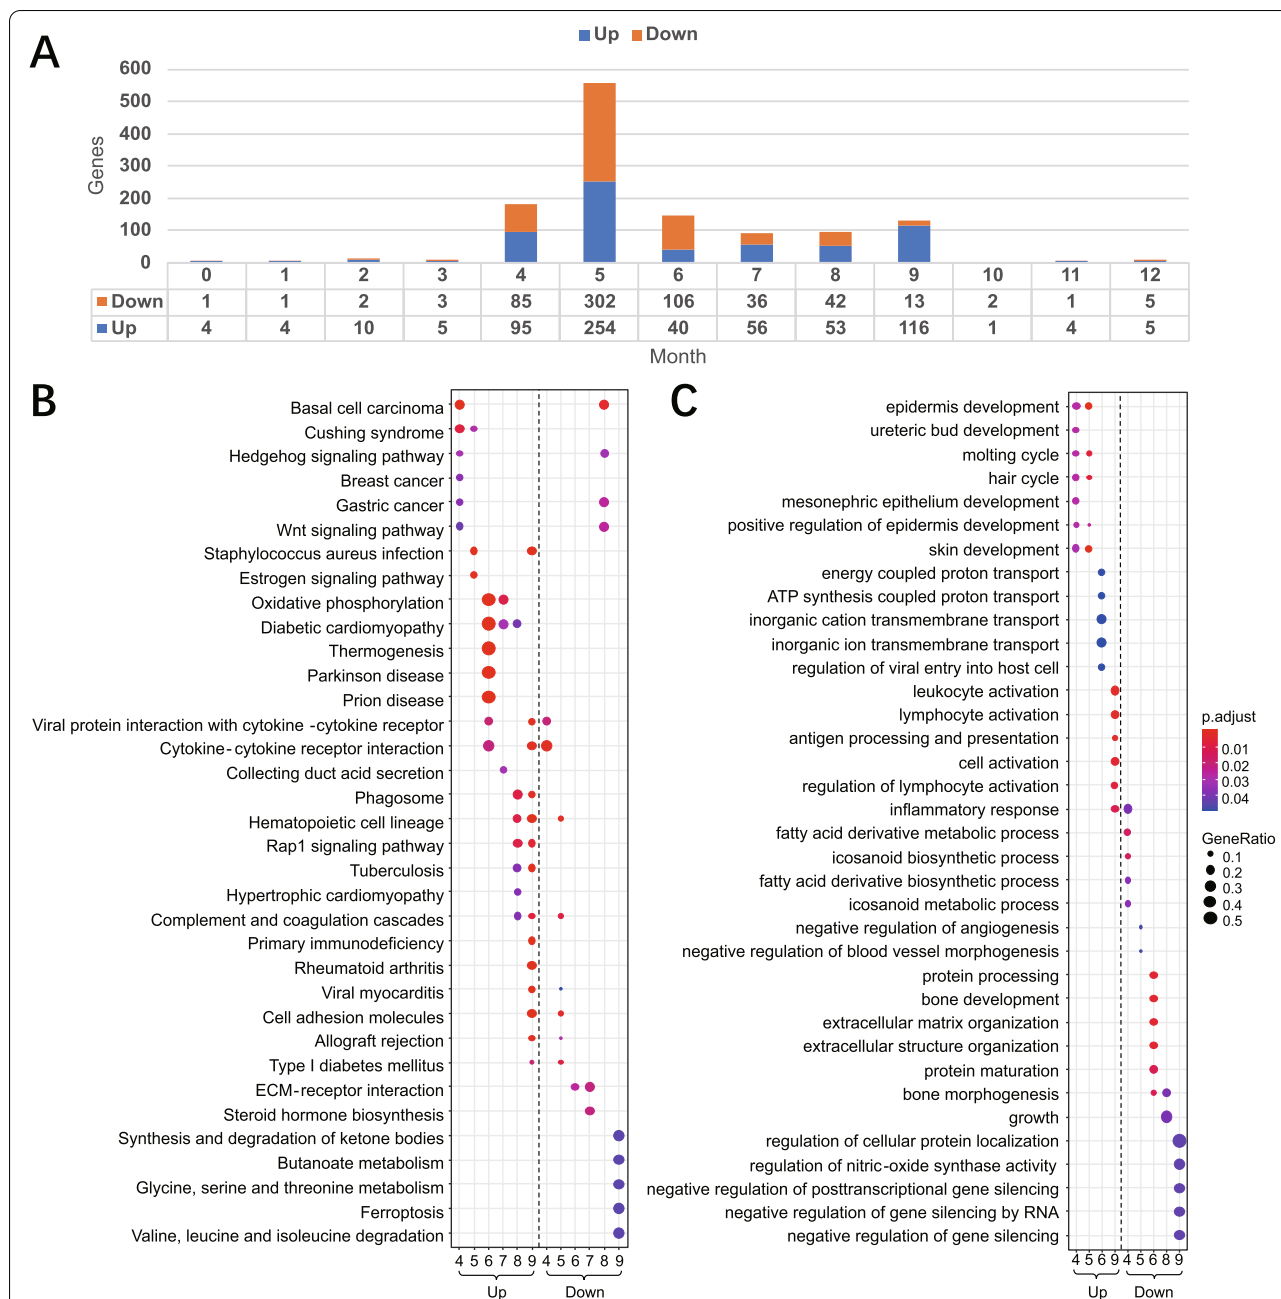 A
Up Down
600
500
400
300
200
100
0
Genes
0 1 2 3 4 5 6 7 8 9 10 11 12
Down 1 1 2 3 85 302 106 36 42 13 2 1 5
Up 4 4 10 5 95 254 40 56 53 116 1 4 5
Month
B
Basal cell carcinoma
Cushing syndrome
Hedgehog signaling pathway
Breast cancer
Gastric cancer
Wnt signaling pathway
Staphylococcus aureus infection
Estrogen signaling pathway
Oxidative phosphorylation
Diabetic cardiomyopathy
Thermogenesis
Parkinson disease
Prion disease
Viral protein interaction with cytokine -cytokine receptor
Cytokine-cytokine receptor interaction
Collecting duct acid secretion
Phagosome
Hematopoietic cell lineage
Rap1 signaling pathway
Tuberculosis
Hypertrophic cardiomyopathy
Complement and coagulation cascades
Primary immunodeficiency
Rheumatoid arthritis
Viral myocarditis
Cell adhesion molecules
Allograft rejection
Type I diabetes mellitus
ECM-receptor interaction
Steroid hormone biosynthesis
Synthesis and degradation of ketone bodies
Butanoate metabolism
Glycine, serine and threonine metabolism
Ferroptosis
Valine, leucine and isoleucine degradation
4 5 6 7 8 9 4 5 6 7 8 9
Up Down
C
epidermis development
ureteric bud development
molting cycle
hair cycle
mesonephric epithelium development
positive regulation of epidermis development
skin development
energy coupled proton transport
ATP synthesis coupled proton transport
inorganic cation transmembrane transport
inorganic ion transmembrane transport
regulation of viral entry into host cell
leukocyte activation
lymphocyte activation
antigen processing and presentation
cell activation
regulation of lymphocyte activation
inflammatory response
fatty acid derivative metabolic process
icosanoid biosynthetic process
fatty acid derivative biosynthetic process
icosanoid metabolic process
negative regulation of angiogenesis
negative regulation of blood vessel morphogenesis
protein processing
bone development
extracellular matrix organization
extracellular structure organization
protein maturation
bone morphogenesis
growth
regulation of cellular protein localization
regulation of nitric-oxide synthase activity
negative regulation of posttranscriptional gene silencing
negative regulation of gene silencing by RNA
negative regulation of gene silencing
4 5 6 9 4 5 6 8 9
Up Down
p.adjust
0.01
0.02
0.03
0.04
GeneRatio
0.1
0.2
0.3
0.4
0.5